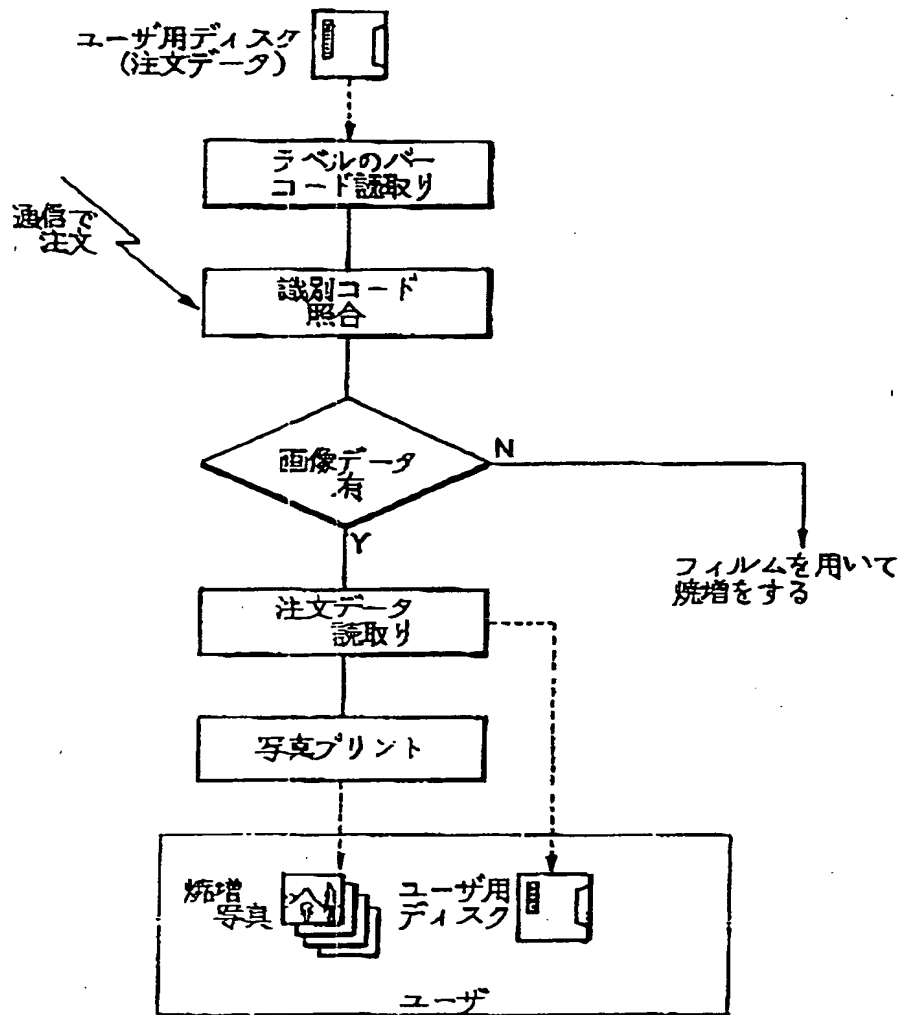 ユーザ用ディスク
(注文データ)
ラベルのバー
コード読取り
通信で
注文
識別コード
照合
画像データ
有
N
Y
フィルムを用いて
焼増をする
注文データ
読取り
写真プリント
焼増
写真
ユーザ用
ディスク
ユーザ